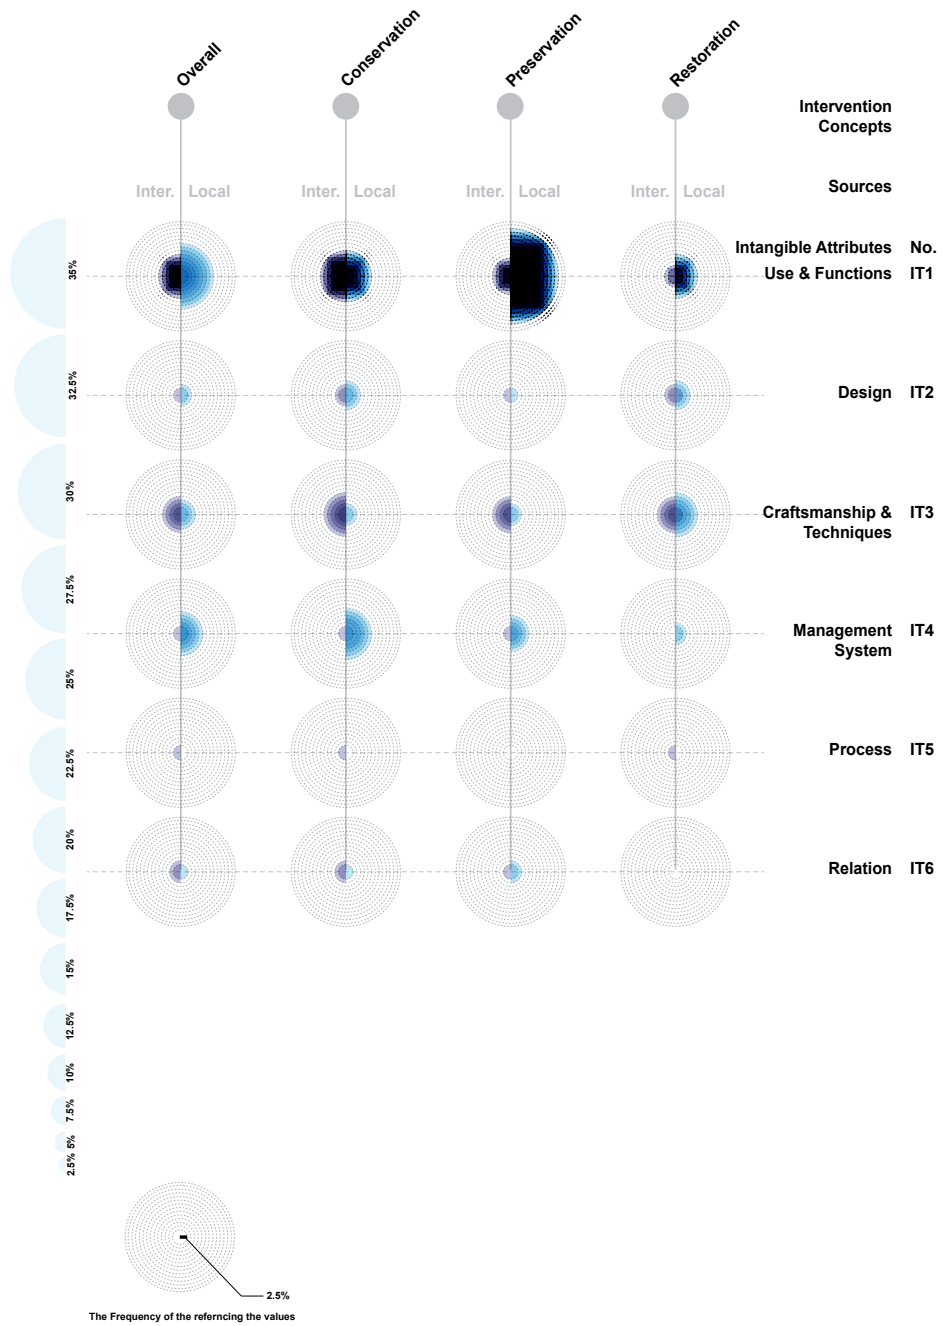 Overall
Conservation
Preservation
Restoration
Intervention
Concepts
Inter. Local
Inter. Local
Inter. Local
Inter. Local
Sources
Intangible Attributes No.
Use & Functions IT1
Design IT2
Craftsmanship & IT3
Techniques
Management IT4
System
Process IT5
Relation IT6
35%
32.5%
30%
27.5%
25%
22.5%
20%
17.5%
15%
12.5%
10%
7.5%
5%
2.5%
2.5%
The Frequency of the referncing the values